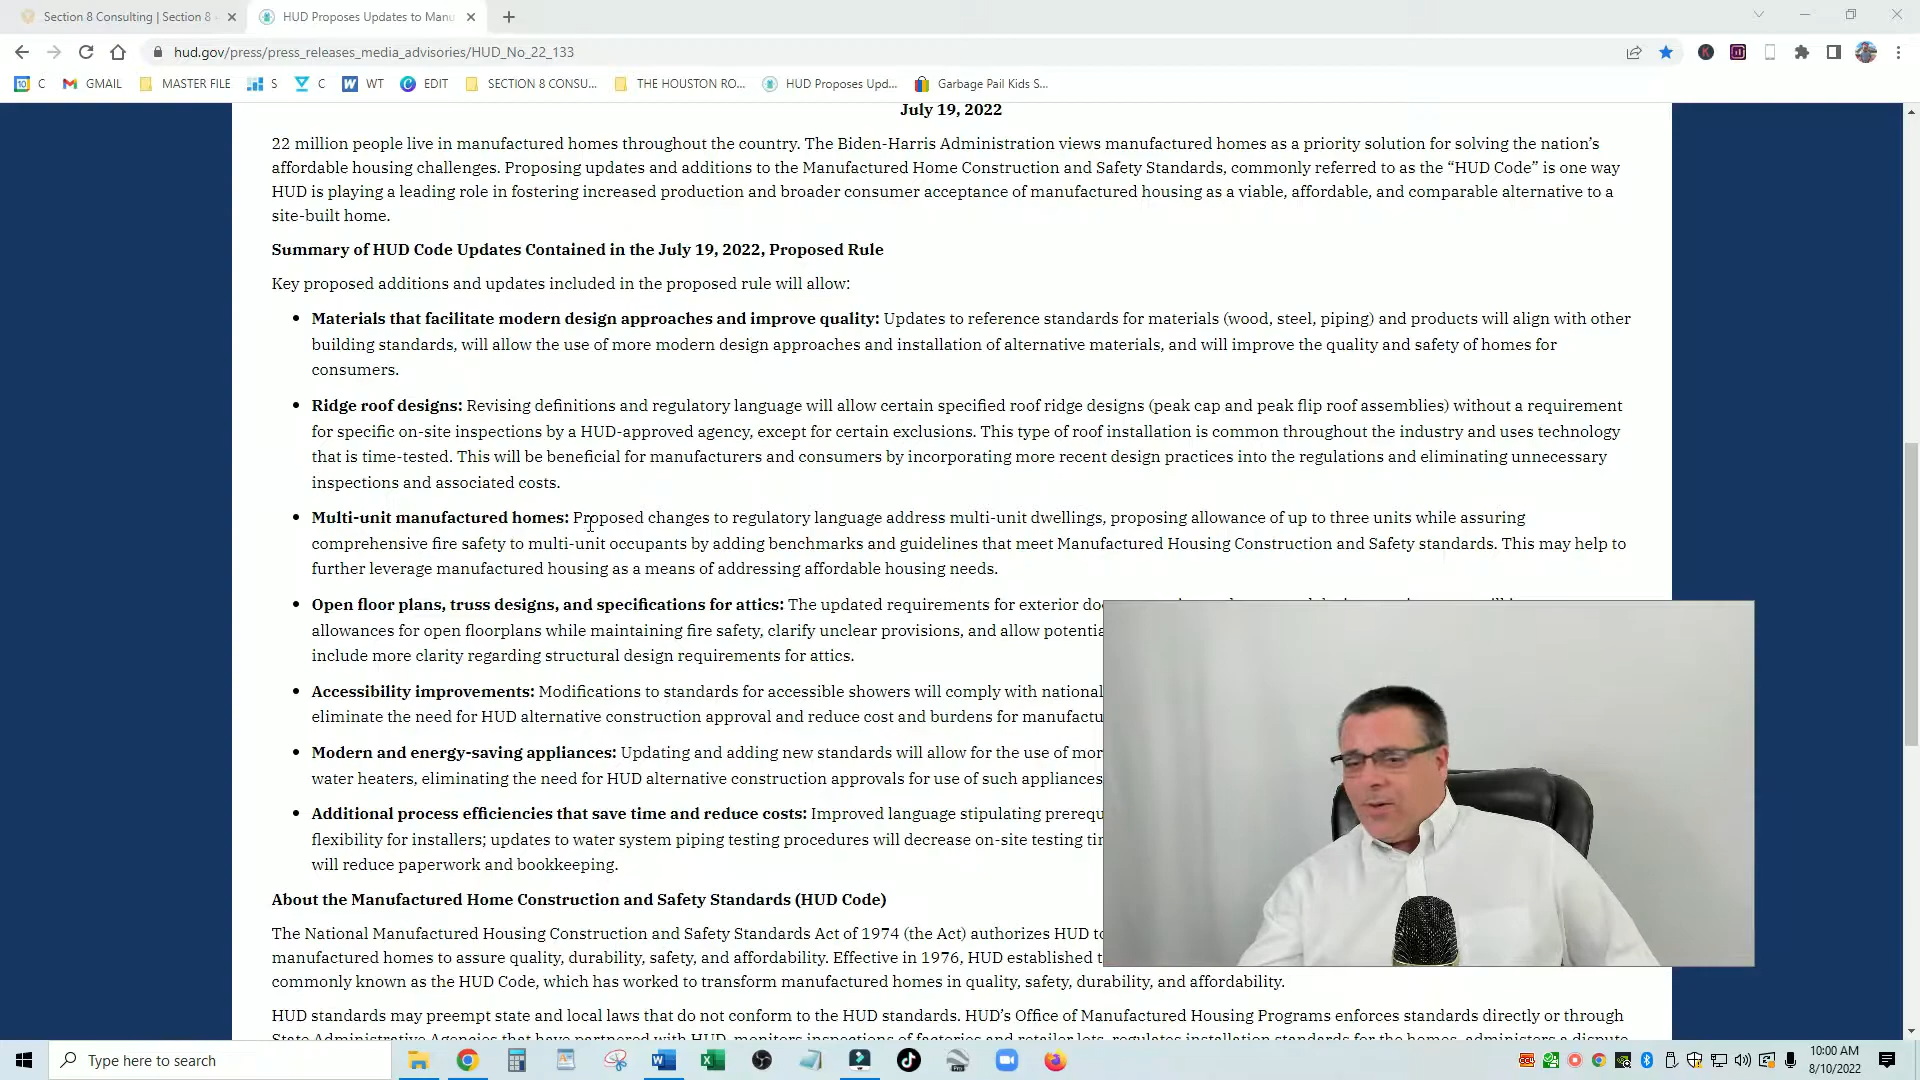 Section 8 Consulting | Section 8
HUD Proposes Updates to Manu
hud.gov/press/press_releases_media_advisories/HUD_No_22_133
C GMAIL MASTER FILE S C WT EDIT SECTION 8 CONSU... THE HOUSTON RO... HUD Proposes Upd... Garbage Pail Kids S...
July 19, 2022
22 million people live in manufactured homes throughout the country. The Biden-Harris Administration views manufactured homes as a priority solution for solving the nation’s
affordable housing challenges. Proposing updates and additions to the Manufactured Home Construction and Safety Standards, commonly referred to as the “HUD Code” is one way
HUD is playing a leading role in fostering increased production and broader consumer acceptance of manufactured housing as a viable, affordable, and comparable alternative to a
site-built home.
Summary of HUD Code Updates Contained in the July 19, 2022, Proposed Rule
Key proposed additions and updates included in the proposed rule will allow:
• Materials that facilitate modern design approaches and improve quality: Updates to reference standards for materials (wood, steel, piping) and products will align with other
building standards, will allow the use of more modern design approaches and installation of alternative materials, and will improve the quality and safety of homes for
consumers.
• Ridge roof designs: Revising definitions and regulatory language will allow certain specified roof ridge designs (peak cap and peak flip roof assemblies) without a requirement
for specific on-site inspections by a HUD-approved agency, except for certain exclusions. This type of roof installation is common throughout the industry and uses technology
that is time-tested. This will be beneficial for manufacturers and consumers by incorporating more recent design practices into the regulations and eliminating unnecessary
inspections and associated costs.
• Multi-unit manufactured homes: Proposed changes to regulatory language address multi-unit dwellings, proposing allowance of up to three units while assuring
comprehensive fire safety to multi-unit occupants by adding benchmarks and guidelines that meet Manufactured Housing Construction and Safety standards. This may help to
further leverage manufactured housing as a means of addressing affordable housing needs.
• Open floor plans, truss designs, and specifications for attics: The updated requirements for exterior
allowances for open floorplans while maintaining fire safety, clarify unclear provisions, and allow
include more clarity regarding structural design requirements for attics.
• Accessibility improvements: Modifications to standards for accessible showers will comply with national
eliminate the need for HUD alternative construction approval and reduce cost and burdens for
• Modern and energy-saving appliances: Updating and adding new standards will allow for the use of
water heaters, eliminating the need for HUD alternative construction approvals for use of such appliances
• Additional process efficiencies that save time and reduce costs: Improved language stipulating
flexibility for installers; updates to water system piping testing procedures will decrease on-site testing
will reduce paperwork and bookkeeping.
About the Manufactured Home Construction and Safety Standards (HUD Code)
The National Manufactured Housing Construction and Safety Standards Act of 1974 (the Act) authorizes HUD
manufactured homes to assure quality, durability, safety, and affordability. Effective in 1976, HUD established
commonly known as the HUD Code, which has worked to transform manufactured homes in quality, safety, durability, and affordability.
HUD standards may preempt state and local laws that do not conform to the HUD standards. HUD’s Office of Manufactured Housing Programs enforces standards directly or through
State Administrative Agencies that have partnered with HUD, monitors inspections of factories and retailer lots, regulates installation standards for the homes, administers a dispute
Type here to search
10:00 AM
8/10/2022